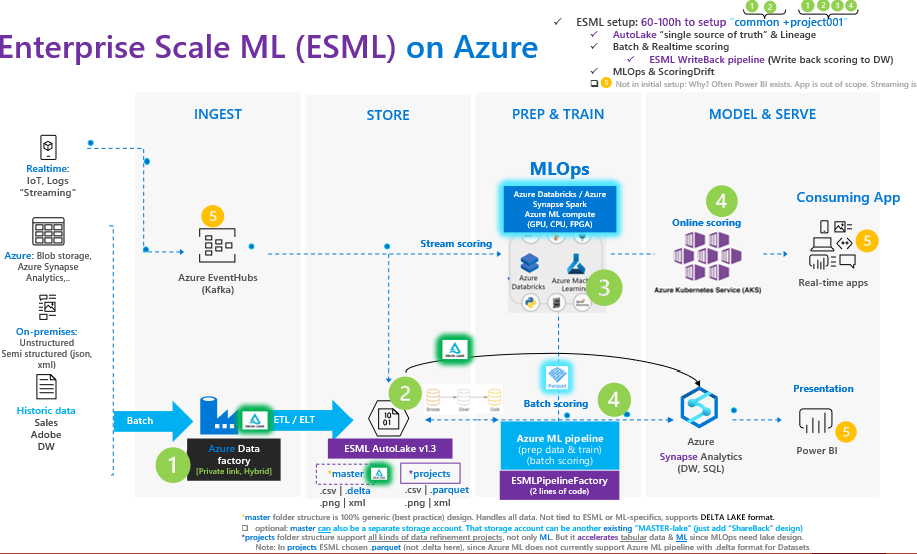 1 2 1 2 3 4
✓ ESML setup: 60-100h to setup “common +project001”
Enterprise Scale ML (ESML) on Azure
✓ AutoLake “single source of truth” & Lineage
✓ Batch & Realtime scoring
✓ ESML WriteBack pipeline (Write back scoring to DW)
✓ MLOps & ScoringDrift
❑ 5 Not in initial setup: Why? Often Power BI exists. App is out of scope. Streaming is
INGEST
STORE
PREP & TRAIN
MODEL & SERVE
Realtime:
IoT, Logs
“Streaming”
Azure: Blob storage,
Azure Synapse
Analytics,..
On-premises:
Unstructured
Semi structured (json,
xml)
Historic data
Sales
Adobe
DW
Batch
5
Azure EventHubs
(Kafka)
DELTA LAKE
ETL / ELT
1
Azure Data
factory
[Private link, Hybrid]
Stream scoring
DELTA LAKE
2
10
01
Bronze
Silver
Gold
ESML AutoLake v1.3
*master
*projects
.csv | .delta
.png | xml
.csv | .parquet
.png | xml
MLOps
Azure Databricks / Azure
Synapse Spark
Azure ML compute
(GPU, CPU, FPGA)
Azure
Databricks
Azure Mach
Learnin
3
Parquet
Batch scoring
4
Azure ML pipeline
(prep data & train)
(batch scoring)
ESMLPipelineFactory
(2 lines of code)
4
Online scoring
Azure Kubernetes Service (AKS)
Consuming App
5
Real-time apps
Azure
Synapse Analytics
(DW, SQL)
Presentation
5
Power BI
*master folder structure is 100% generic (best practice) design. Handles all data. Not tied to ESML or ML-specifics, supports DELTA LAKE format.
❑ optional: master can also be a separate storage account. That storage account can be another existing “MASTER-lake” (just add “ShareBack” design)
*projects folder structure support all kinds of data refinement projects, not only ML. But it accelerates tabular data & ML since MLOps need lake design.
Note: In projects ESML chosen .parquet (not .delta here), since Azure ML does not currently support Azure ML pipeline with .delta format for Datasets